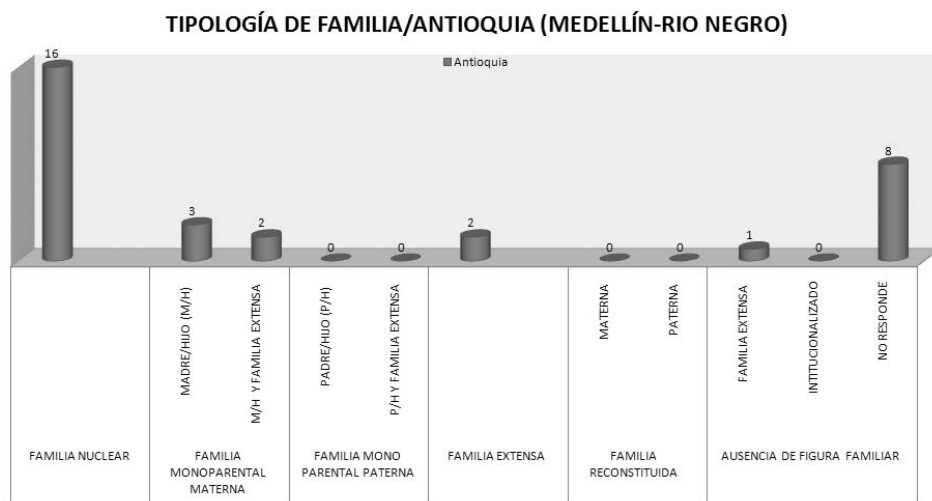 TIPOLOGÍA DE FAMILIA/ANTIOQUIA (MEDELLÍN-RIO NEGRO)
Antioquia
16
3
2
0
0
2
0
0
1
0
8
MADRE/HIJO (M/H)
M/H Y FAMILIA EXTENSA
PADRE/HIJO (P/H)
P/H Y FAMILIA EXTENSA
MATERNA
PATERNA
FAMILIA EXTENSA
INTITUCIONALIZADO
NO RESPONDE
FAMILIA NUCLEAR
FAMILIA
MONOPARENTAL
MATERNA
FAMILIA MONO
PARENTAL PATERNA
FAMILIA EXTENSA
FAMILIA
RECONSTITUIDA
AUSENCIA DE FIGURA FAMILIAR